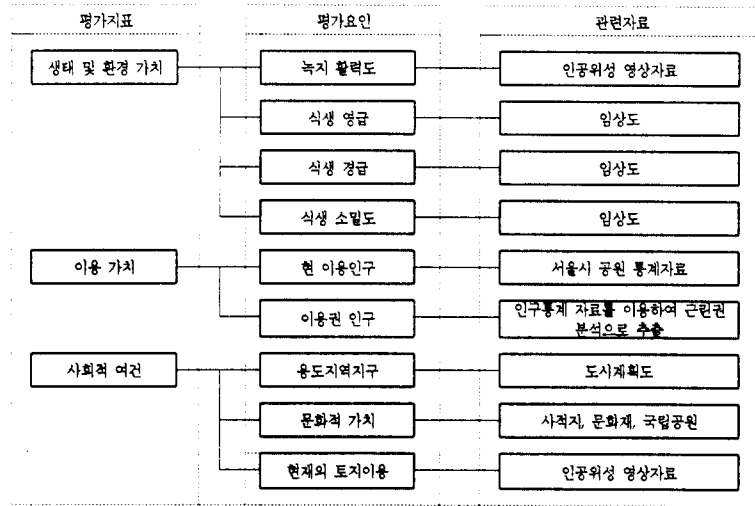 평가지표 평가요인 관련자료
생태 및 환경 가치 녹지 활력도 인공위성 영상자료
식생 영급 임상도
식생 경급 임상도
식생 소밀도 임상도
이용 가치 현 이용인구 서울시 공원 통계자료
이용권 인구 인구통계 자료를 이용하여 근린권
분석으로 추출
사회적 여건 용도지역지구 도시계획도
문화적 가치 사적지, 문화재, 국립공원
현재의 토지이용 인공위성 영상자료